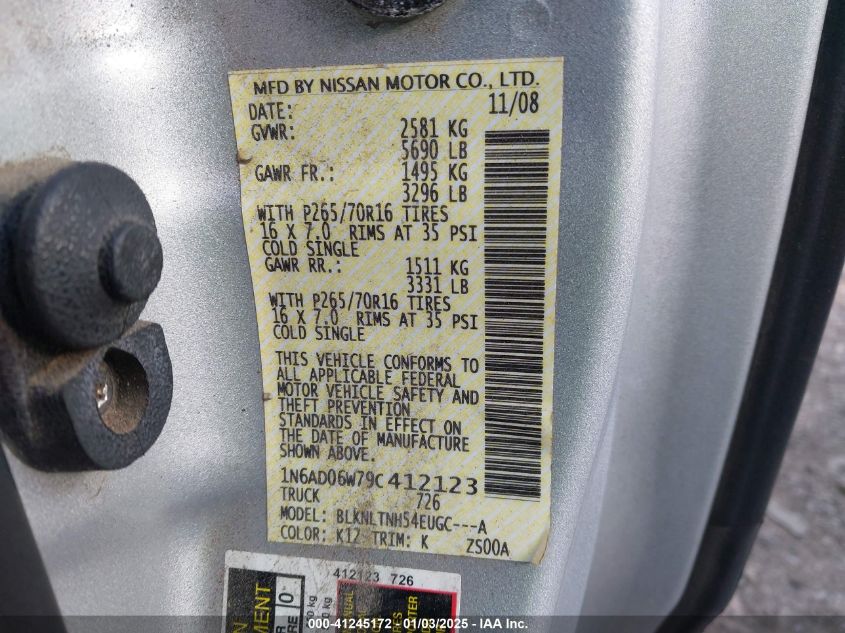 MFD BY NISSAN MOTOR CO., LTD.
DATE: 11/08
GVWR: 2581 KG
5690 LB
GAWR FR.: 1495 KG
3296 LB
WITH P265/70R16 TIRES
16 X 7.0 RIMS AT 35 PSI
COLD SINGLE
GAWR RR.: 1511 KG
3331 LB
WITH P265/70R16 TIRES
16 X 7.0 RIMS AT 35 PSI
COLD SINGLE
THIS VEHICLE CONFORMS TO
ALL APPLICABLE FEDERAL
MOTOR VEHICLE SAFETY AND
THEFT PREVENTION
STANDARDS IN EFFECT ON
THE DATE OF MANUFACTURE
SHOWN ABOVE.
1N6AD06W79C412123
TRUCK 726
MODEL: BLKNLTNH54EUGC---A
COLOR: K12 TRIM: K ZS00A
412123 726
000-41245172 - 01/03/2025 - IAA, Inc.